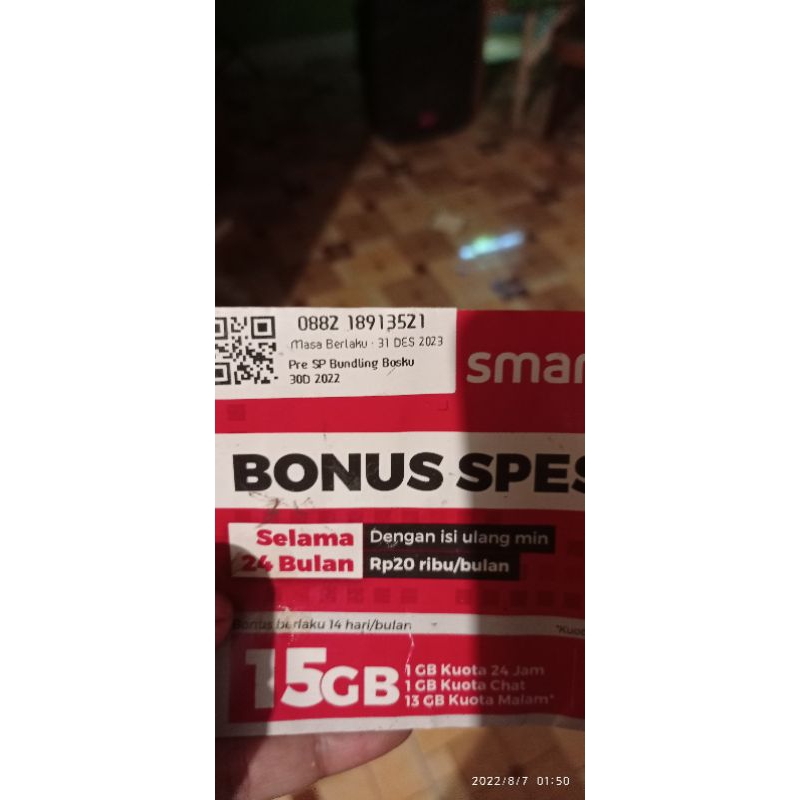 0882 18913521
Masa Berlaku : 31 DES 2023
Pre SP Bundling Bosku
30D 2022
smar
BONUS SPES
Selama
24 Bulan
Dengan isi ulang min
Rp20 ribu/bulan
Bonus berlaku 14 hari/bulan
*Kuo
15GB
1 GB Kuota 24 Jam
1 GB Kuota Chat
13 GB Kuota Malam*
2022/8/7 01:50